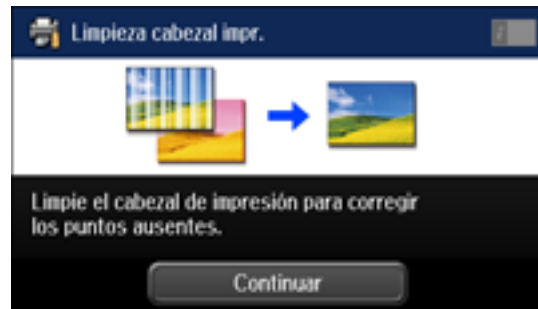 Limpieza cabezal impr.
Limpie el cabezal de impresión para corregir
los puntos ausentes.
Continuar